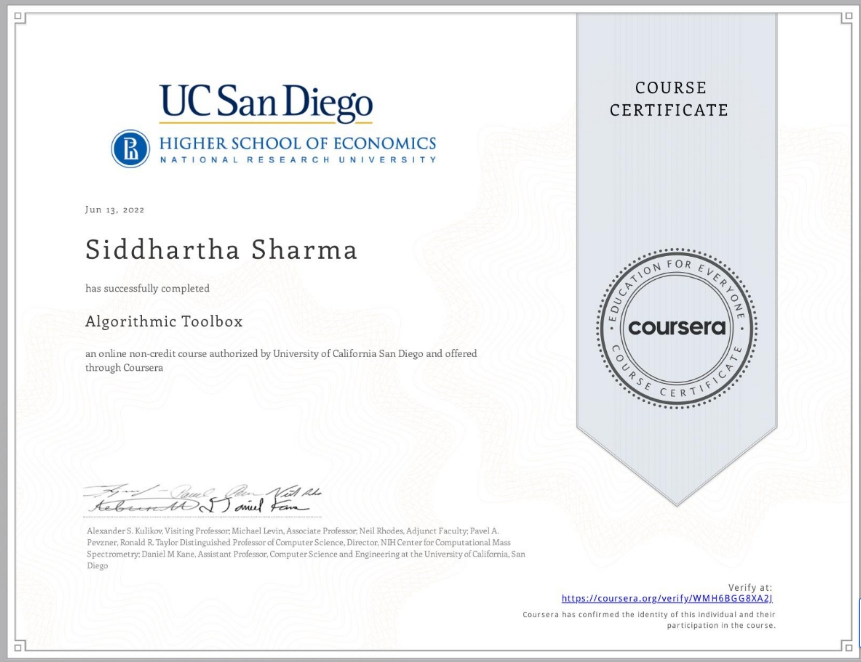 UC San Diego
HIGHER SCHOOL OF ECONOMICS
NATIONAL RESEARCH UNIVERSITY
Jun 13, 2022
Siddhartha Sharma
has successfully completed
Algorithmic Toolbox
an online non-credit course authorized by University of California San Diego and offered
through Coursera
Alexander S. Kulikov, Visiting Professor; Michael Levin, Associate Professor; Neil Rhodes, Adjunct Faculty; Pavel A.
Pevzner, Ronald R. Taylor Distinguished Professor of Computer Science, Director, NIH Center for Computational Mass
Spectrometry; Daniel M Kane, Assistant Professor, Computer Science and Engineering at the University of California, San
Diego
COURSE
CERTIFICATE
EDUCATION FOR EVERYONE
coursera
COURSE CERTIFICATE
Verify at:
https://coursera.org/verify/WMH6BGG8XA2J
Coursera has confirmed the identity of this individual and their
participation in the course.